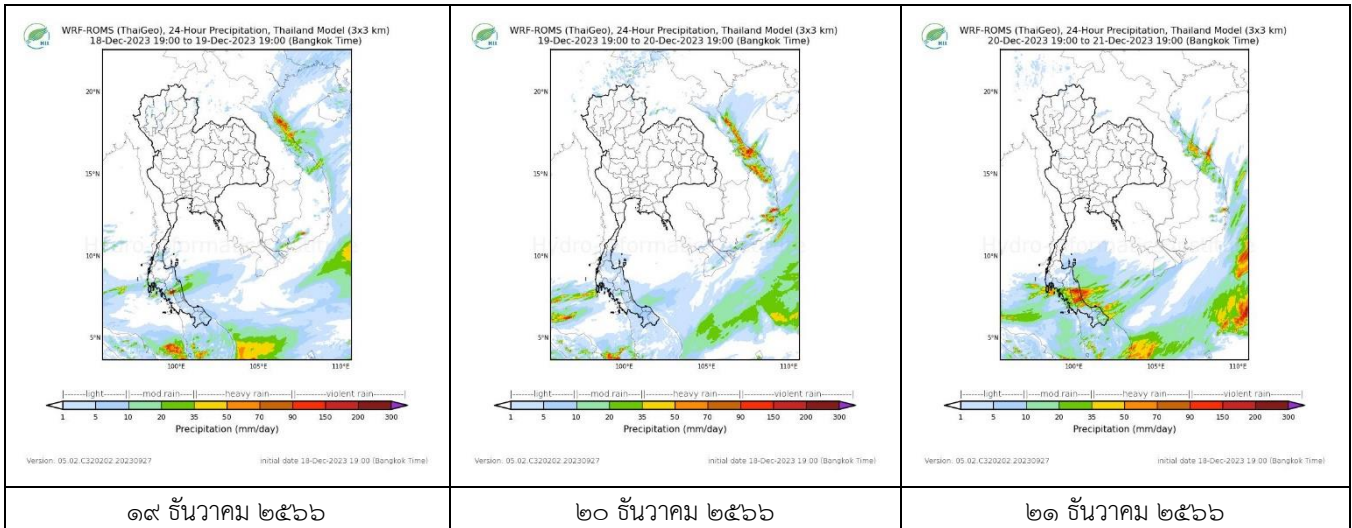 WRF-ROMS (ThaiGeo), 24-Hour Precipitation, Thailand Model (3x3 km)
18-Dec-2023 19:00 to 19-Dec-2023 19:00 (Bangkok Time)
20°N
15°N
10°N
5°N
100°E 105°E 110°E
|-------light------||---mod rain---||-------heavy rain-------||------violent rain------|
1 5 10 20 35 50 70 90 150 200 300
Precipitation (mm/day)
Version: 05.02.C320202.20230927 initial date 18-Dec-2023 19:00 (Bangkok Time)
๑๙ ธันวาคม ๒๕๖๖
WRF-ROMS (ThaiGeo), 24-Hour Precipitation, Thailand Model (3x3 km)
19-Dec-2023 19:00 to 20-Dec-2023 19:00 (Bangkok Time)
20°N
15°N
10°N
5°N
100°E 105°E 110°E
|-------light------||---mod rain---||-------heavy rain-------||------violent rain------|
1 5 10 20 35 50 70 90 150 200 300
Precipitation (mm/day)
Version: 05.02.C320202.20230927 initial date 18-Dec-2023 19:00 (Bangkok Time)
๒๐ ธันวาคม ๒๕๖๖
WRF-ROMS (ThaiGeo), 24-Hour Precipitation, Thailand Model (3x3 km)
20-Dec-2023 19:00 to 21-Dec-2023 19:00 (Bangkok Time)
20°N
15°N
10°N
5°N
100°E 105°E 110°E
|-------light------||---mod rain---||-------heavy rain-------||------violent rain------|
1 5 10 20 35 50 70 90 150 200 300
Precipitation (mm/day)
Version: 05.02.C320202.20230927 initial date 18-Dec-2023 19:00 (Bangkok Time)
๒๑ ธันวาคม ๒๕๖๖